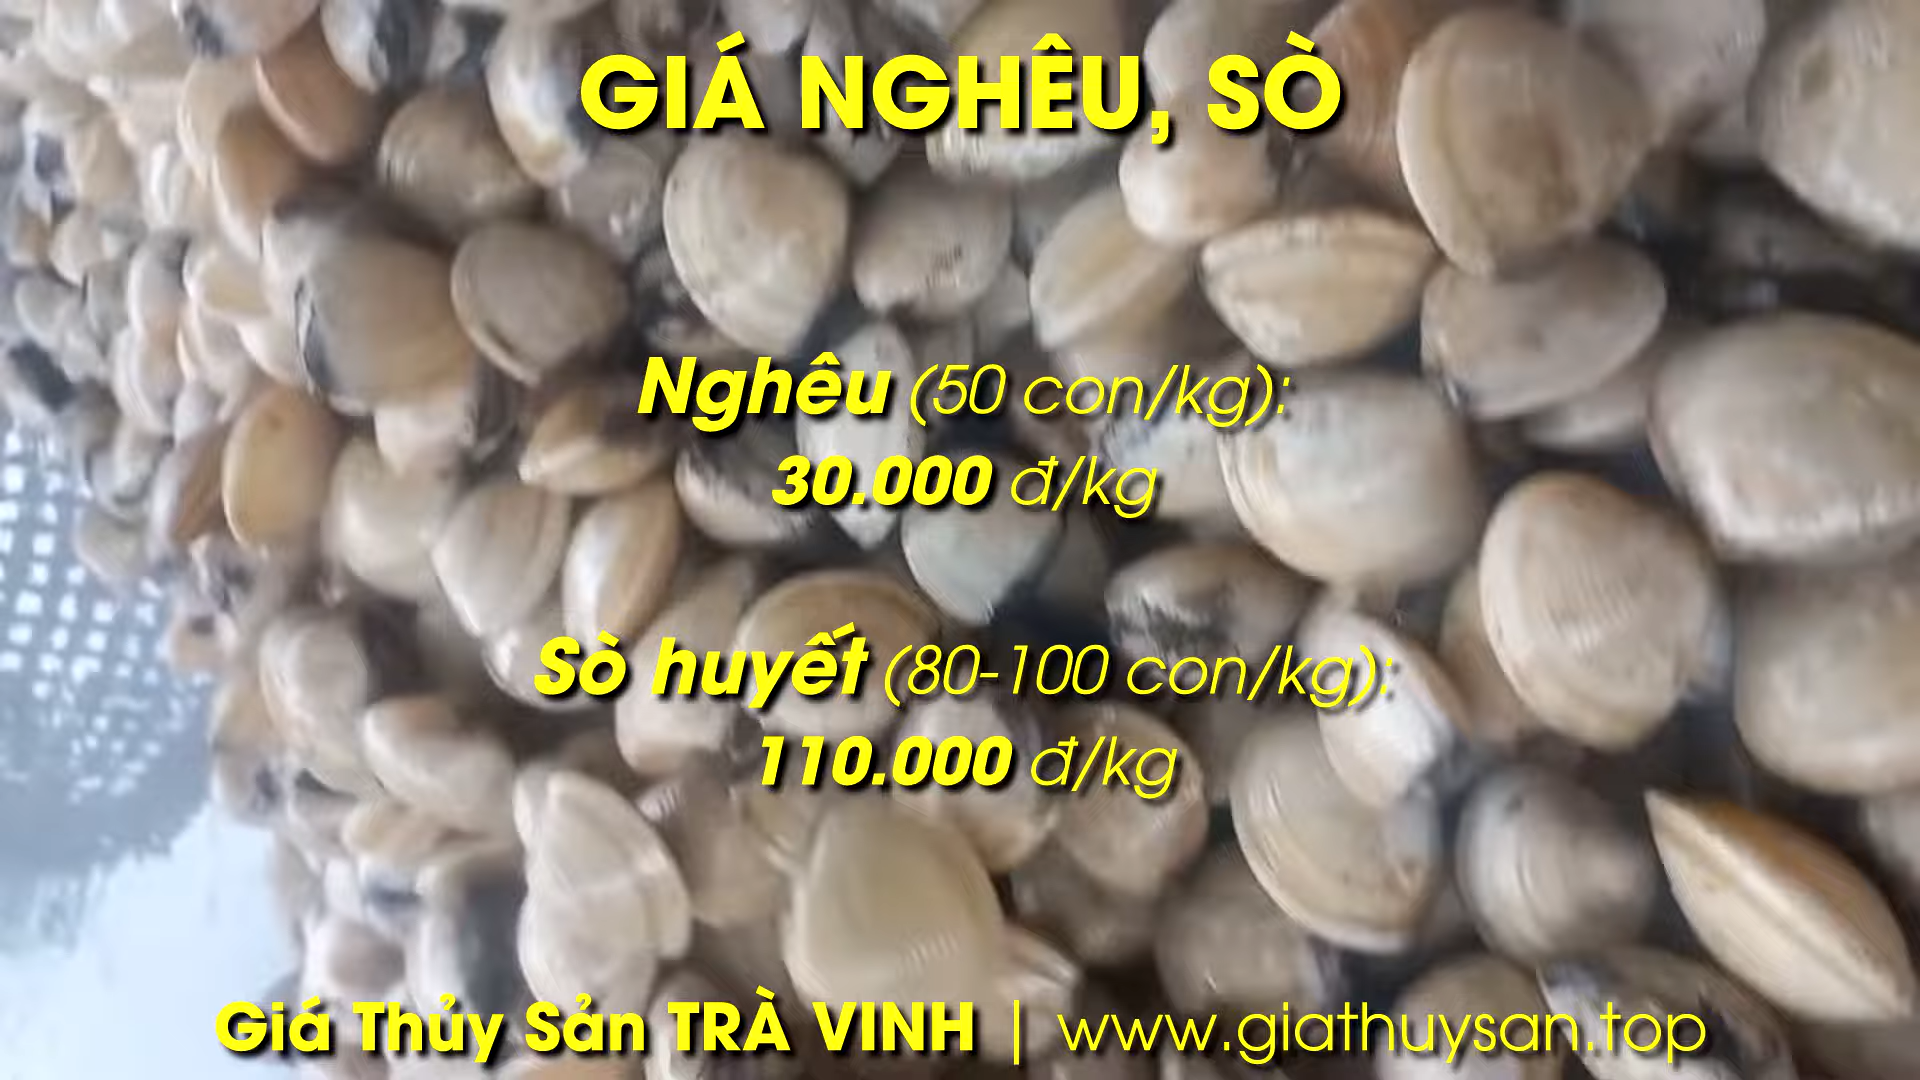 GIÁ NGHÊU, SÒ
Nghêu (50 con/kg):
30.000 đ/kg
Sò huyết (80-100 con/kg):
110.000 đ/kg
Giá Thủy Sản TRÀ VINH | www.giathuysan.top